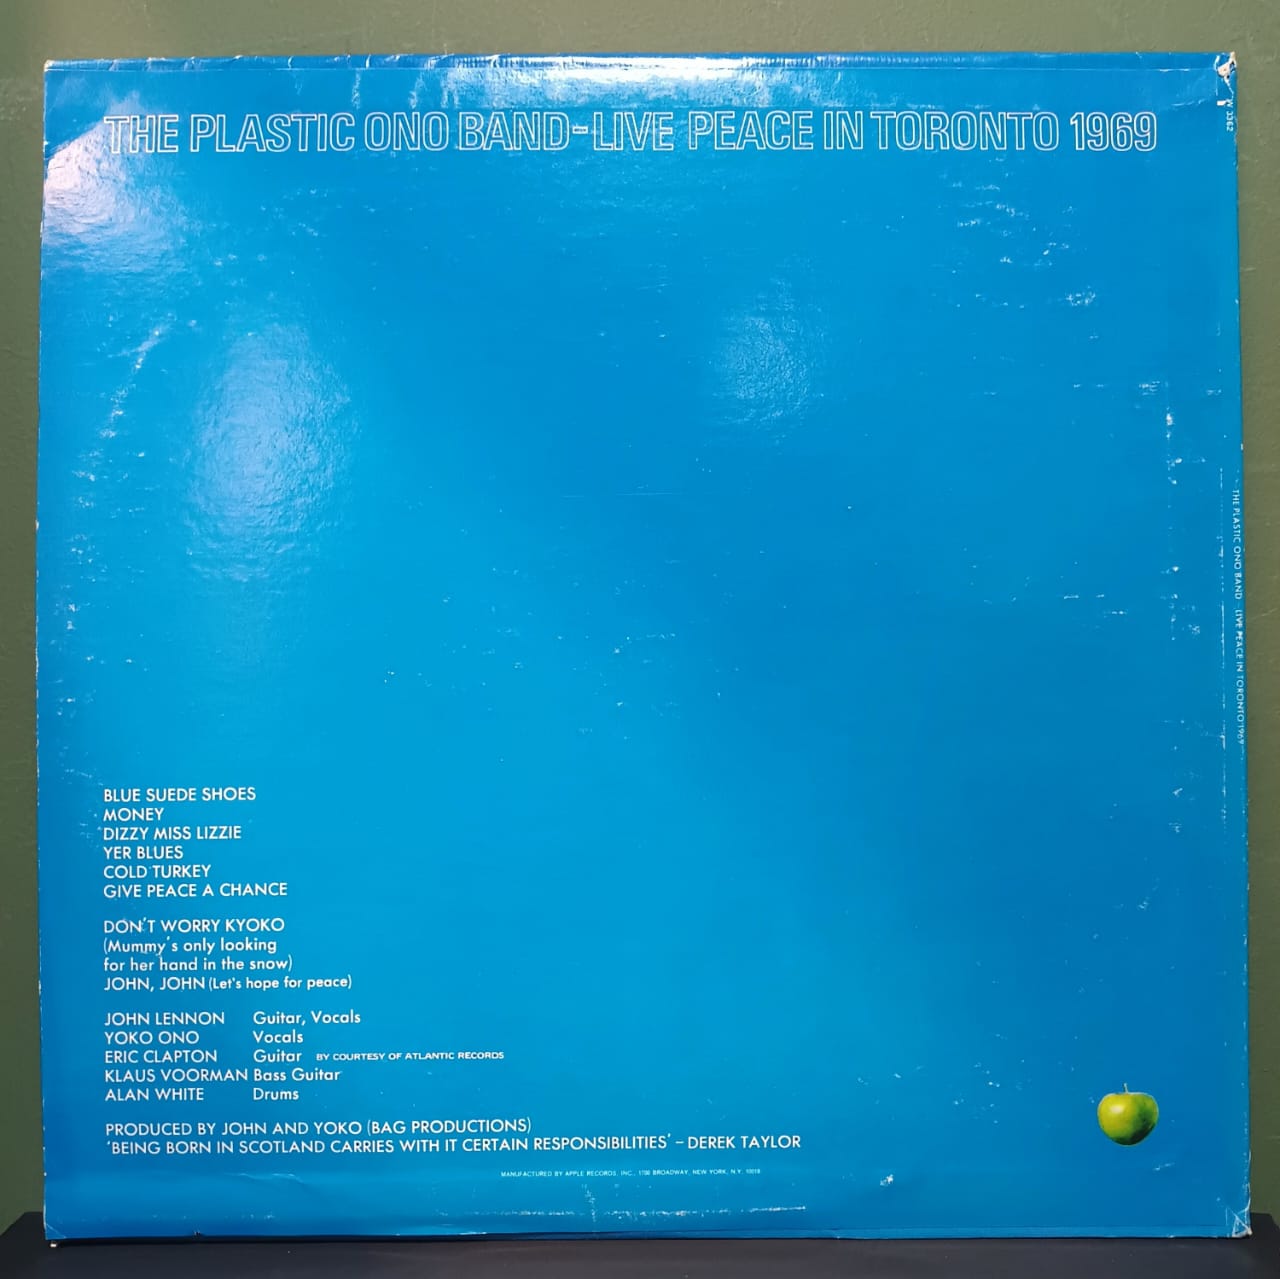 THE PLASTIC ONO BAND-LIVE PEACE IN TORONTO 1969
3362
THE PLASTIC ONO BAND LIVE PEACE IN TORONTO 1969
BLUE SUEDE SHOES
MONEY
DIZZY MISS LIZZIE
YER BLUES
COLD TURKEY
GIVE PEACE A CHANCE
DON'T WORRY KYOKO
(Mummy's only looking
for her hand in the snow)
JOHN, JOHN (Let's hope for peace)
JOHN LENNON Guitar, Vocals
YOKO ONO Vocals
ERIC CLAPTON Guitar BY COURTESY OF ATLANTIC RECORDS
KLAUS VOORMAN Bass Guitar
ALAN WHITE Drums
PRODUCED BY JOHN AND YOKO (BAG PRODUCTIONS)
'BEING BORN IN SCOTLAND CARRIES WITH IT CERTAIN RESPONSIBILITIES' – DEREK TAYLOR
MANUFACTURED BY APPLE RECORDS, INC., 1700 BROADWAY, NEW YORK, N.Y. 10019